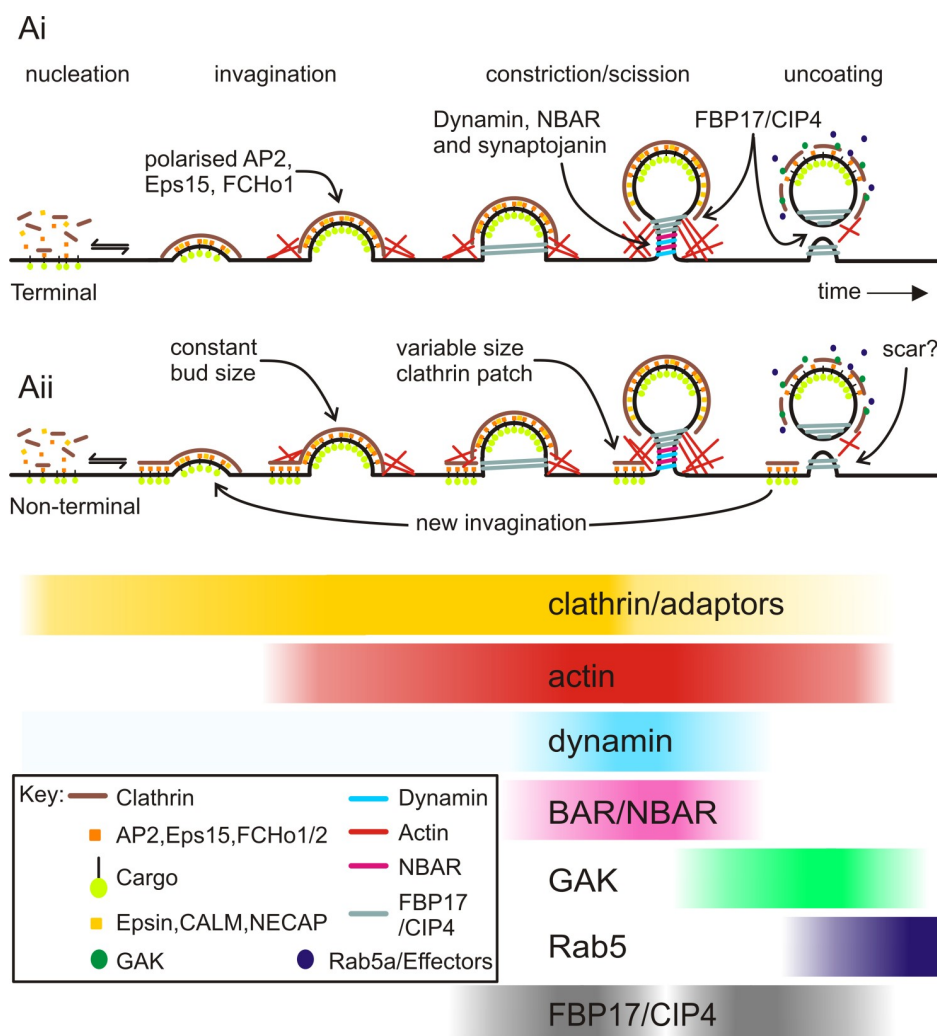 Ai
nucleation
invagination
constriction/scission
uncoating
Dynamin, NBAR
and synaptojanin
FBP17/CIP4
polarised AP2,
Eps15, FCHo1
Terminal
time
constant
bud size
variable size
clathrin patch
scar?
Aii
Non-terminal
new invagination
clathrin/adaptors
actin
dynamin
BAR/NBAR
GAK
Rab5
FBP17/CIP4
Key:
Clathrin
AP2,Eps15,FCHo1/2
Cargo
Epsin,CALM,NECAP
GAK
Dynamin
Actin
NBAR
FBP17
/CIP4
Rab5a/Effectors